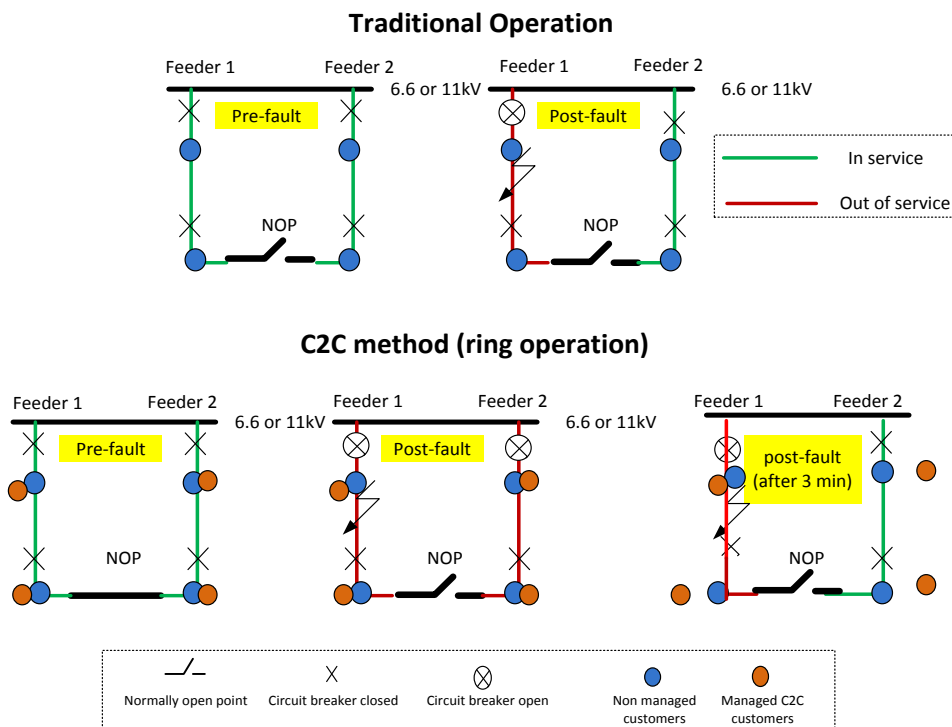 Traditional Operation
Feeder 1
Feeder 2
6.6 or 11kV
Pre-fault
NOP
Feeder 1
Feeder 2
6.6 or 11kV
Post-fault
NOP
In service
Out of service
C2C method (ring operation)
Feeder 1
Feeder 2
6.6 or 11kV
Pre-fault
NOP
Feeder 1
Feeder 2
6.6 or 11kV
Post-fault
NOP
Feeder 1
Feeder 2
post-fault
(after 3 min)
NOP
Normally open point
Circuit breaker closed
Circuit breaker open
Non managed
customers
Managed C2C
customers